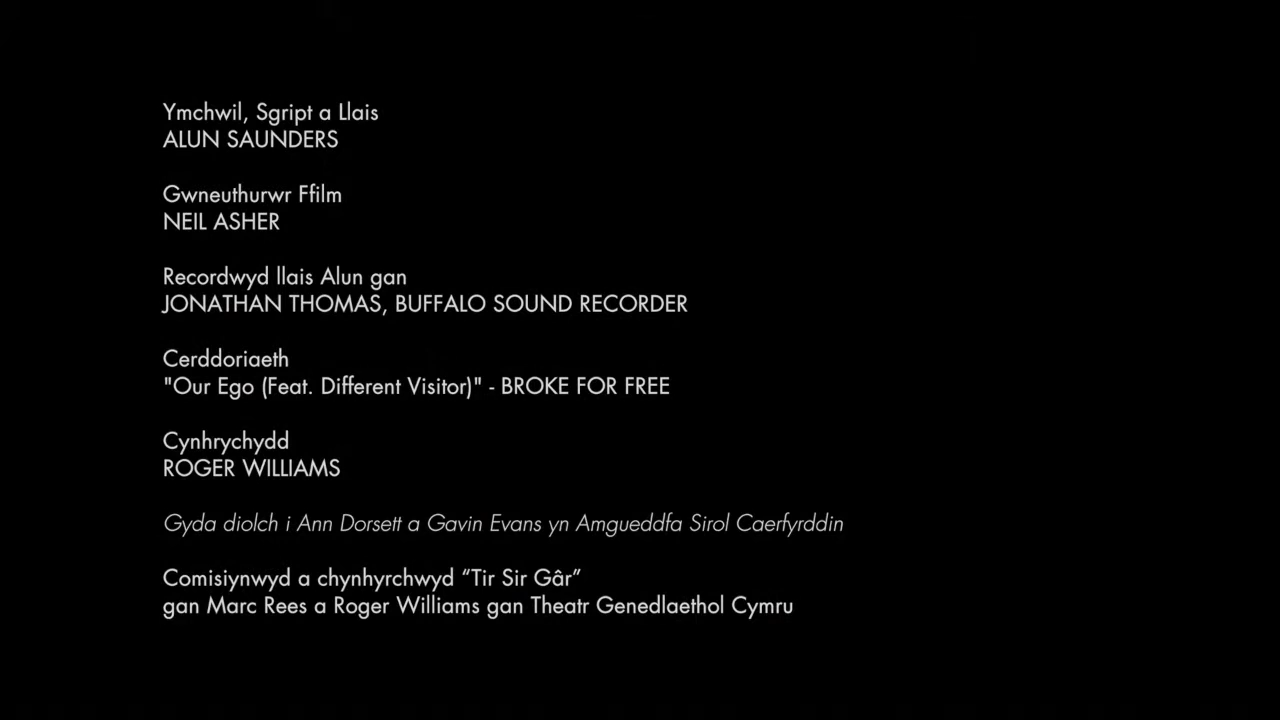 Ymchwil, Sgript a Llais
ALUN SAUNDERS
Gwneuthurwr Ffilm
NEIL ASHER
Recordwyd llais Alun gan
JONATHAN THOMAS, BUFFALO SOUND RECORDER
Cerddoriaeth
"Our Ego (Feat. Different Visitor)" - BROKE FOR FREE
Cynhrychydd
ROGER WILLIAMS
Gyda diolch i Ann Dorsett a Gavin Evans yn Amgueddfa Sirol Caerfyrddin
Comisiynwyd a chynhyrchwyd “Tir Sir Gâr”
gan Marc Rees a Roger Williams gan Theatr Genedlaethol Cymru